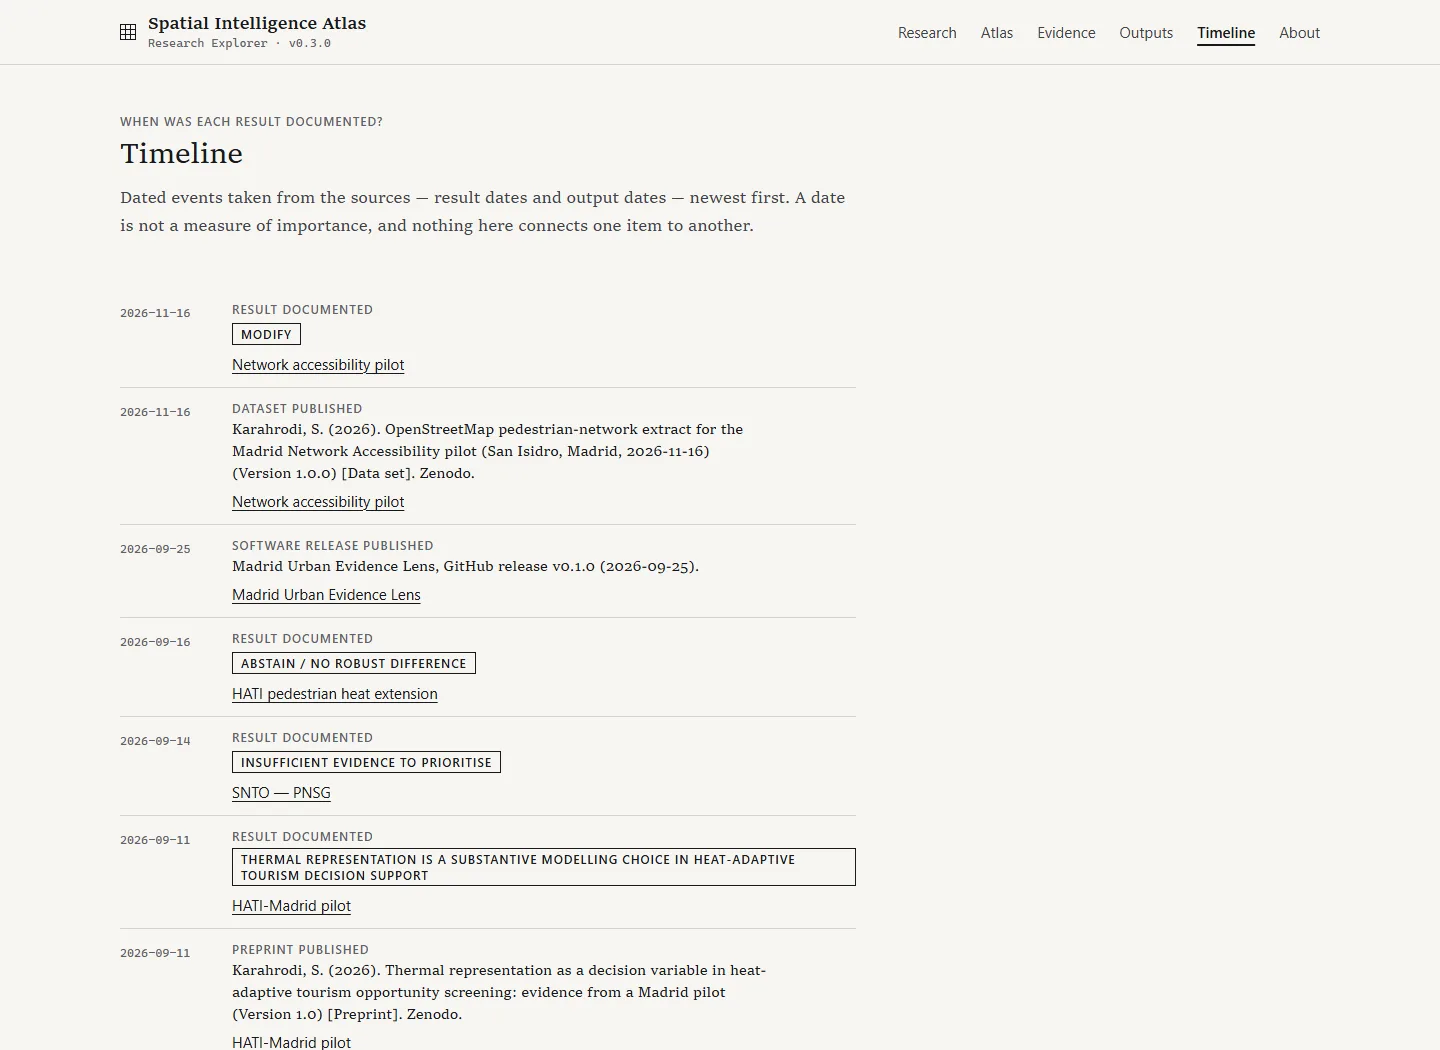 Spatial Intelligence Atlas
Research Explorer · v0.3.0
Research Atlas Evidence Outputs Timeline About
WHEN WAS EACH RESULT DOCUMENTED?
Timeline
Dated events taken from the sources — result dates and output dates — newest first. A date
is not a measure of importance, and nothing here connects one item to another.
2026-11-16
RESULT DOCUMENTED
MODIFY
Network accessibility pilot
2026-11-16
DATASET PUBLISHED
Karahrodi, S. (2026). OpenStreetMap pedestrian-network extract for the
Madrid Network Accessibility pilot (San Isidro, Madrid, 2026-11-16)
(Version 1.0.0) [Data set]. Zenodo.
Network accessibility pilot
2026-09-25
SOFTWARE RELEASE PUBLISHED
Madrid Urban Evidence Lens, GitHub release v0.1.0 (2026-09-25).
Madrid Urban Evidence Lens
2026-09-16
RESULT DOCUMENTED
ABSTAIN / NO ROBUST DIFFERENCE
HATI pedestrian heat extension
2026-09-14
RESULT DOCUMENTED
INSUFFICIENT EVIDENCE TO PRIORITISE
SNTO — PNSG
2026-09-11
RESULT DOCUMENTED
THERMAL REPRESENTATION IS A SUBSTANTIVE MODELLING CHOICE IN HEAT-ADAPTIVE
TOURISM DECISION SUPPORT
HATI-Madrid pilot
2026-09-11
PREPRINT PUBLISHED
Karahrodi, S. (2026). Thermal representation as a decision variable in heat-
adaptive tourism opportunity screening: evidence from a Madrid pilot
(Version 1.0) [Preprint]. Zenodo.
HATI-Madrid pilot